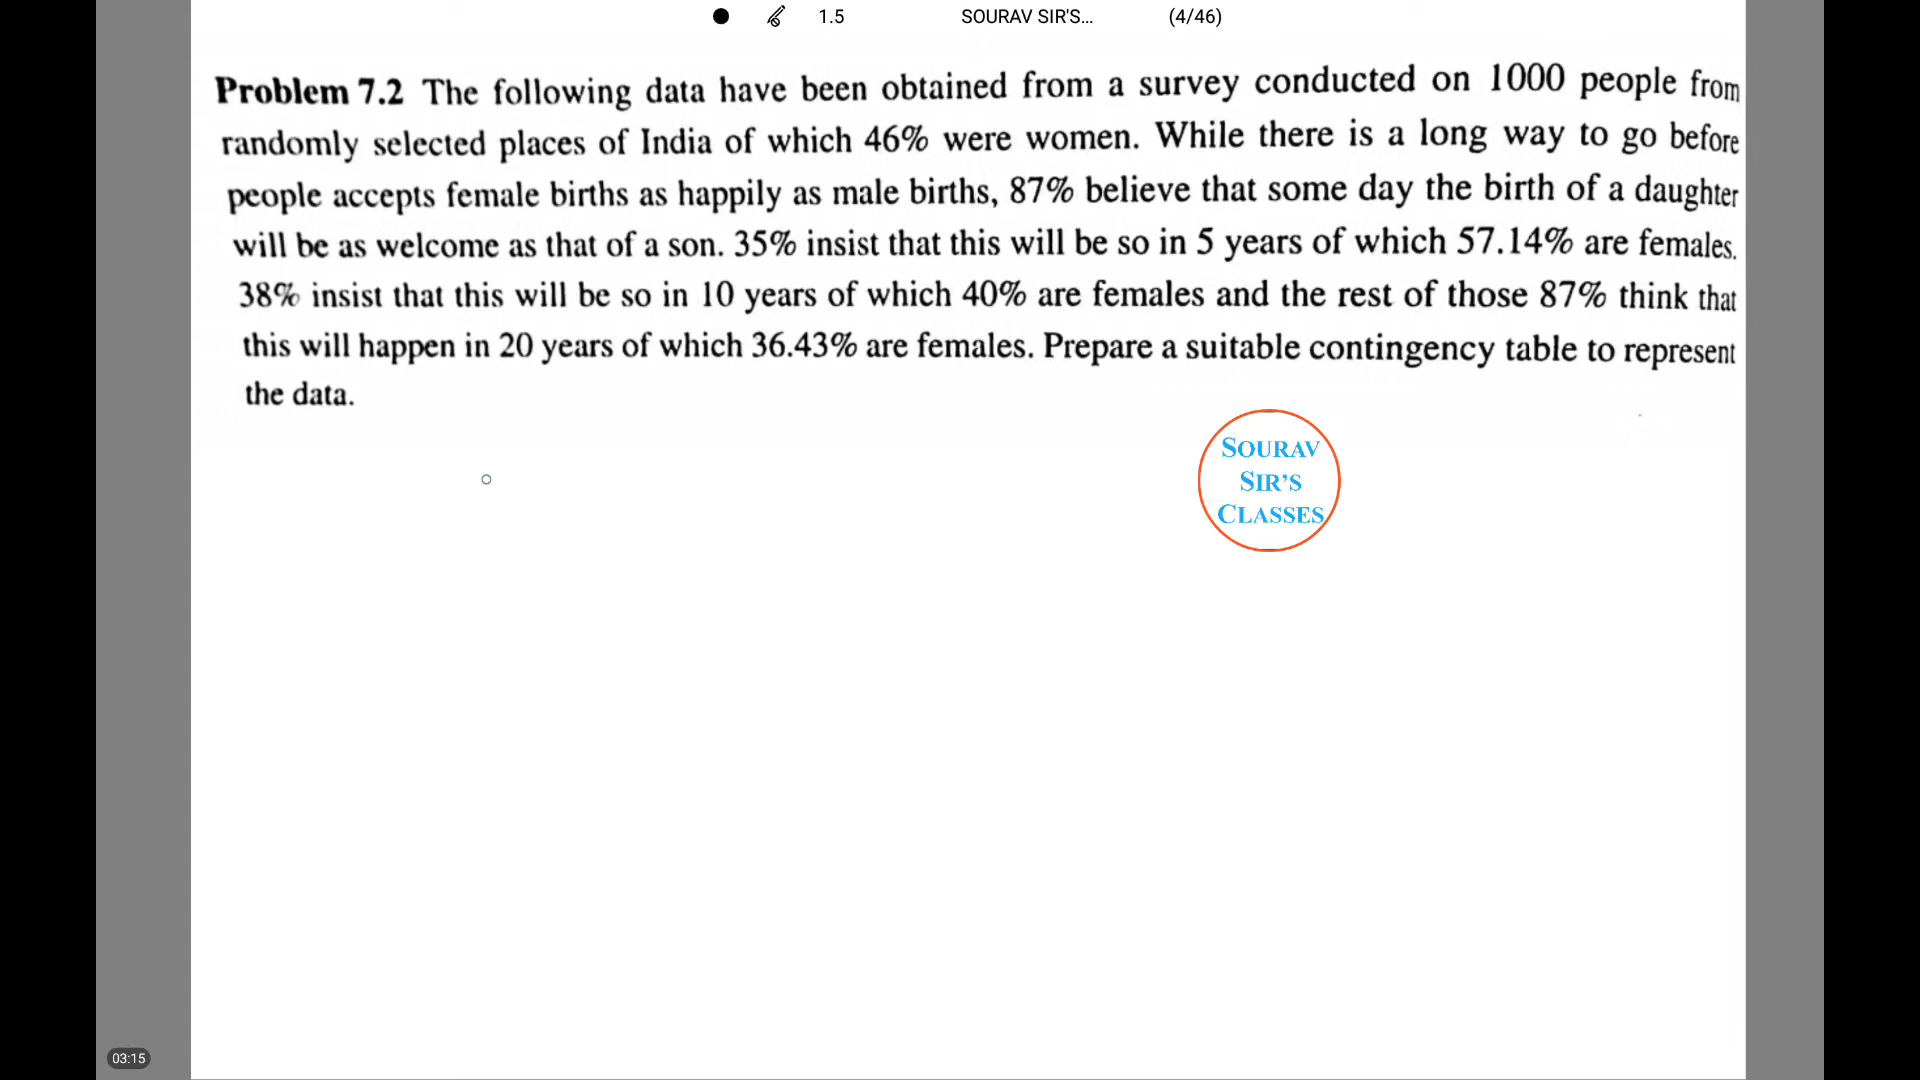 1.5 SOURAV SIR'S... (4/46)
Problem 7.2 The following data have been obtained from a survey conducted on 1000 people from
randomly selected places of India of which 46% were women. While there is a long way to go before
people accepts female births as happily as male births, 87% believe that some day the birth of a daughter
will be as welcome as that of a son. 35% insist that this will be so in 5 years of which 57.14% are females.
38% insist that this will be so in 10 years of which 40% are females and the rest of those 87% think that
this will happen in 20 years of which 36.43% are females. Prepare a suitable contingency table to represent
the data.
SOURAV
SIR'S
CLASSES
03:15